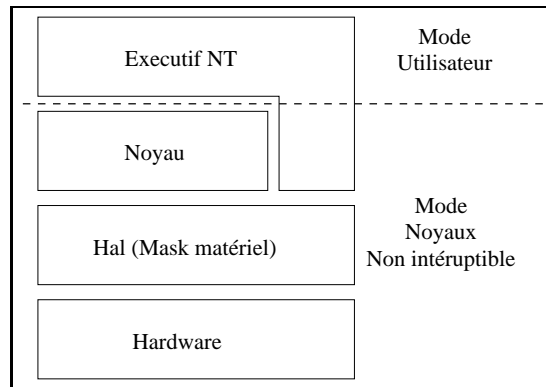 Executif NT
Mode
Utilisateur
Noyau
Hal (Mask matériel)
Mode
Noyaux
Non intéruptible
Hardware